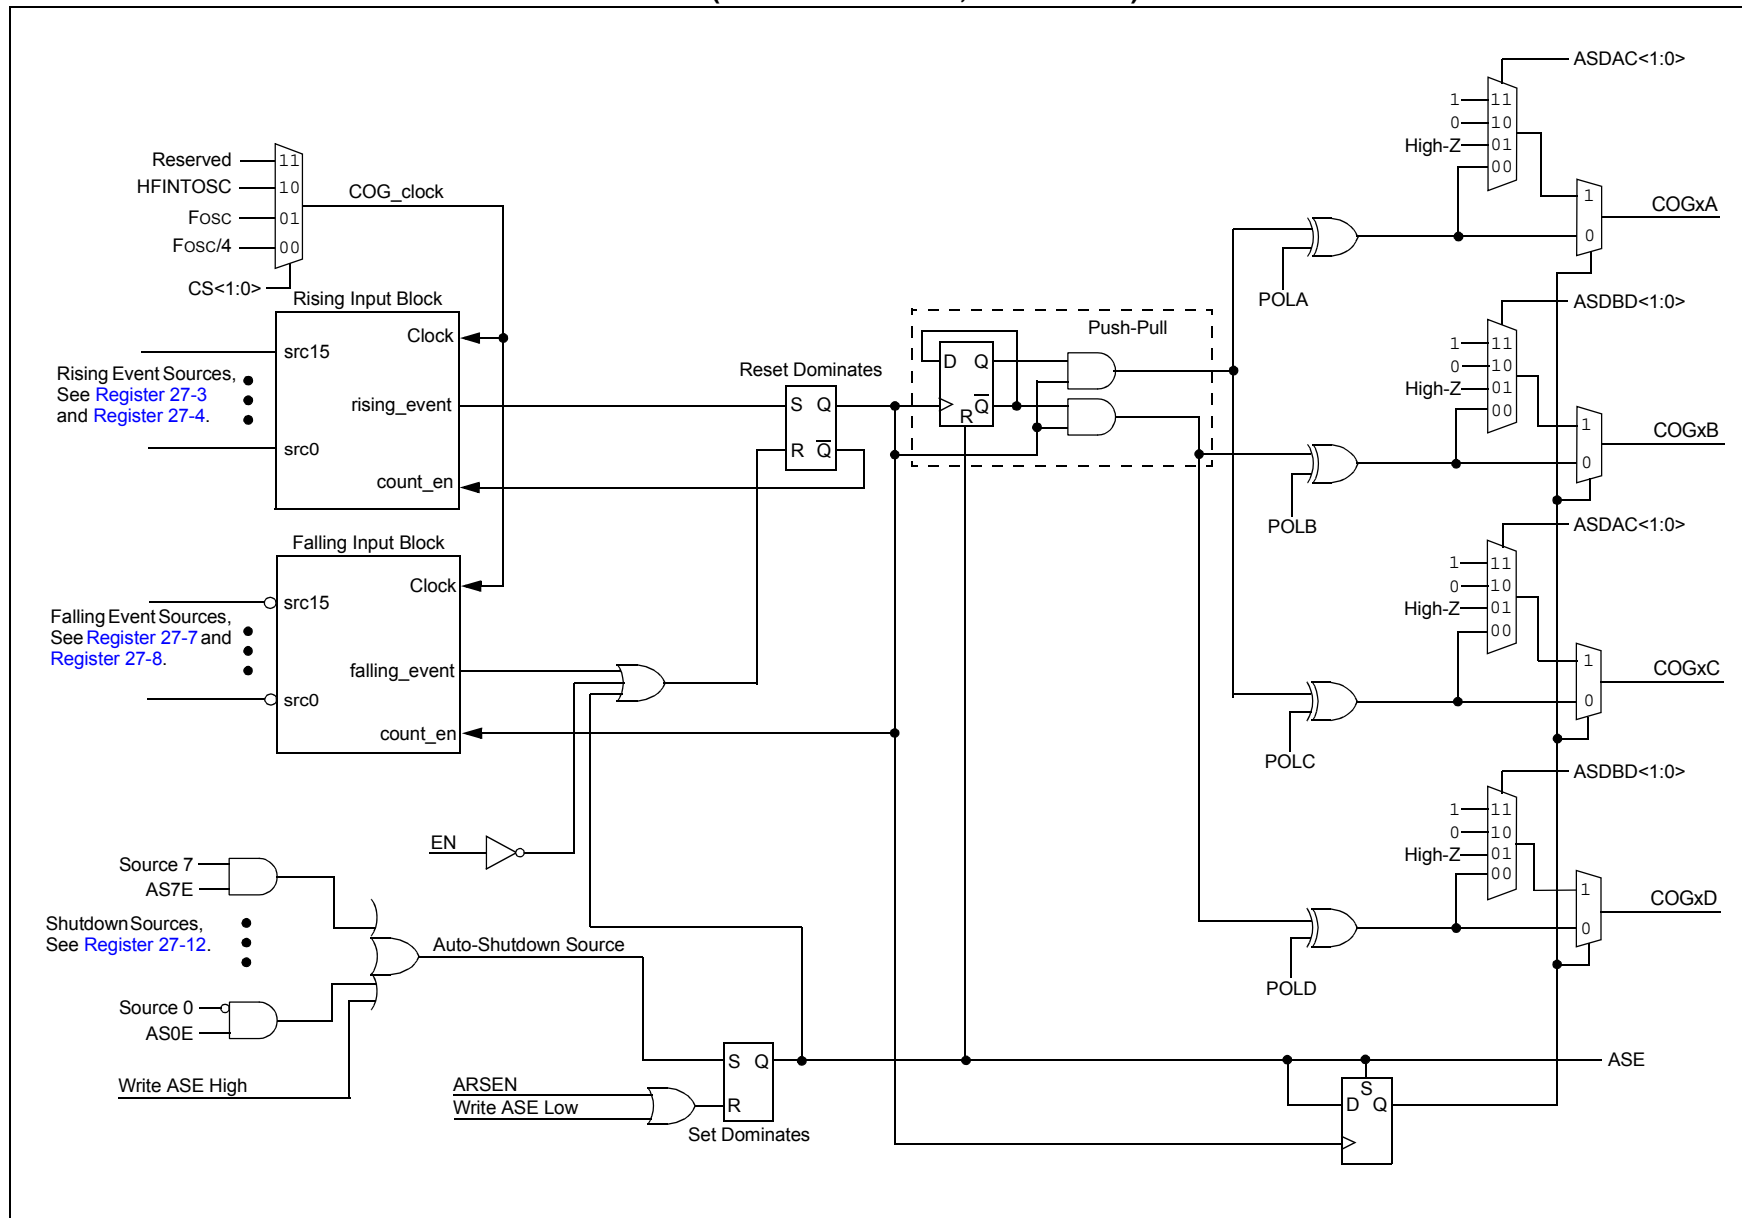 ASDAC<1:0>
1 11
0 10
High-Z 01
00
1
COGxA
0
POLA
Reserved 11
HFINTOSC 10
COG_clock
FOSC 01
FOSC/4 00
CS<1:0>
Rising Input Block
Clock
src15
Rising Event Sources,
See Register 27-3
and Register 27-4.
rising_event
src0
count_en
Reset Dominates
S Q
R Q
Push-Pull
D Q
R Q
ASDBD<1:0>
1 11
0 10
High-Z 01
00
1
COGxB
0
POLB
Falling Input Block
Clock
src15
Falling Event Sources,
See Register 27-7 and
Register 27-8.
falling_event
src0
count_en
ASDAC<1:0>
1 11
0 10
High-Z 01
00
1
COGxC
0
POLC
EN
Source 7
AS7E
Shutdown Sources,
See Register 27-12.
Auto-Shutdown Source
Source 0
AS0E
Write ASE High
ASDBD<1:0>
1 11
0 10
High-Z 01
00
1
COGxD
0
POLD
S Q
R
ARSEN
Write ASE Low
Set Dominates
ASE
S
D Q